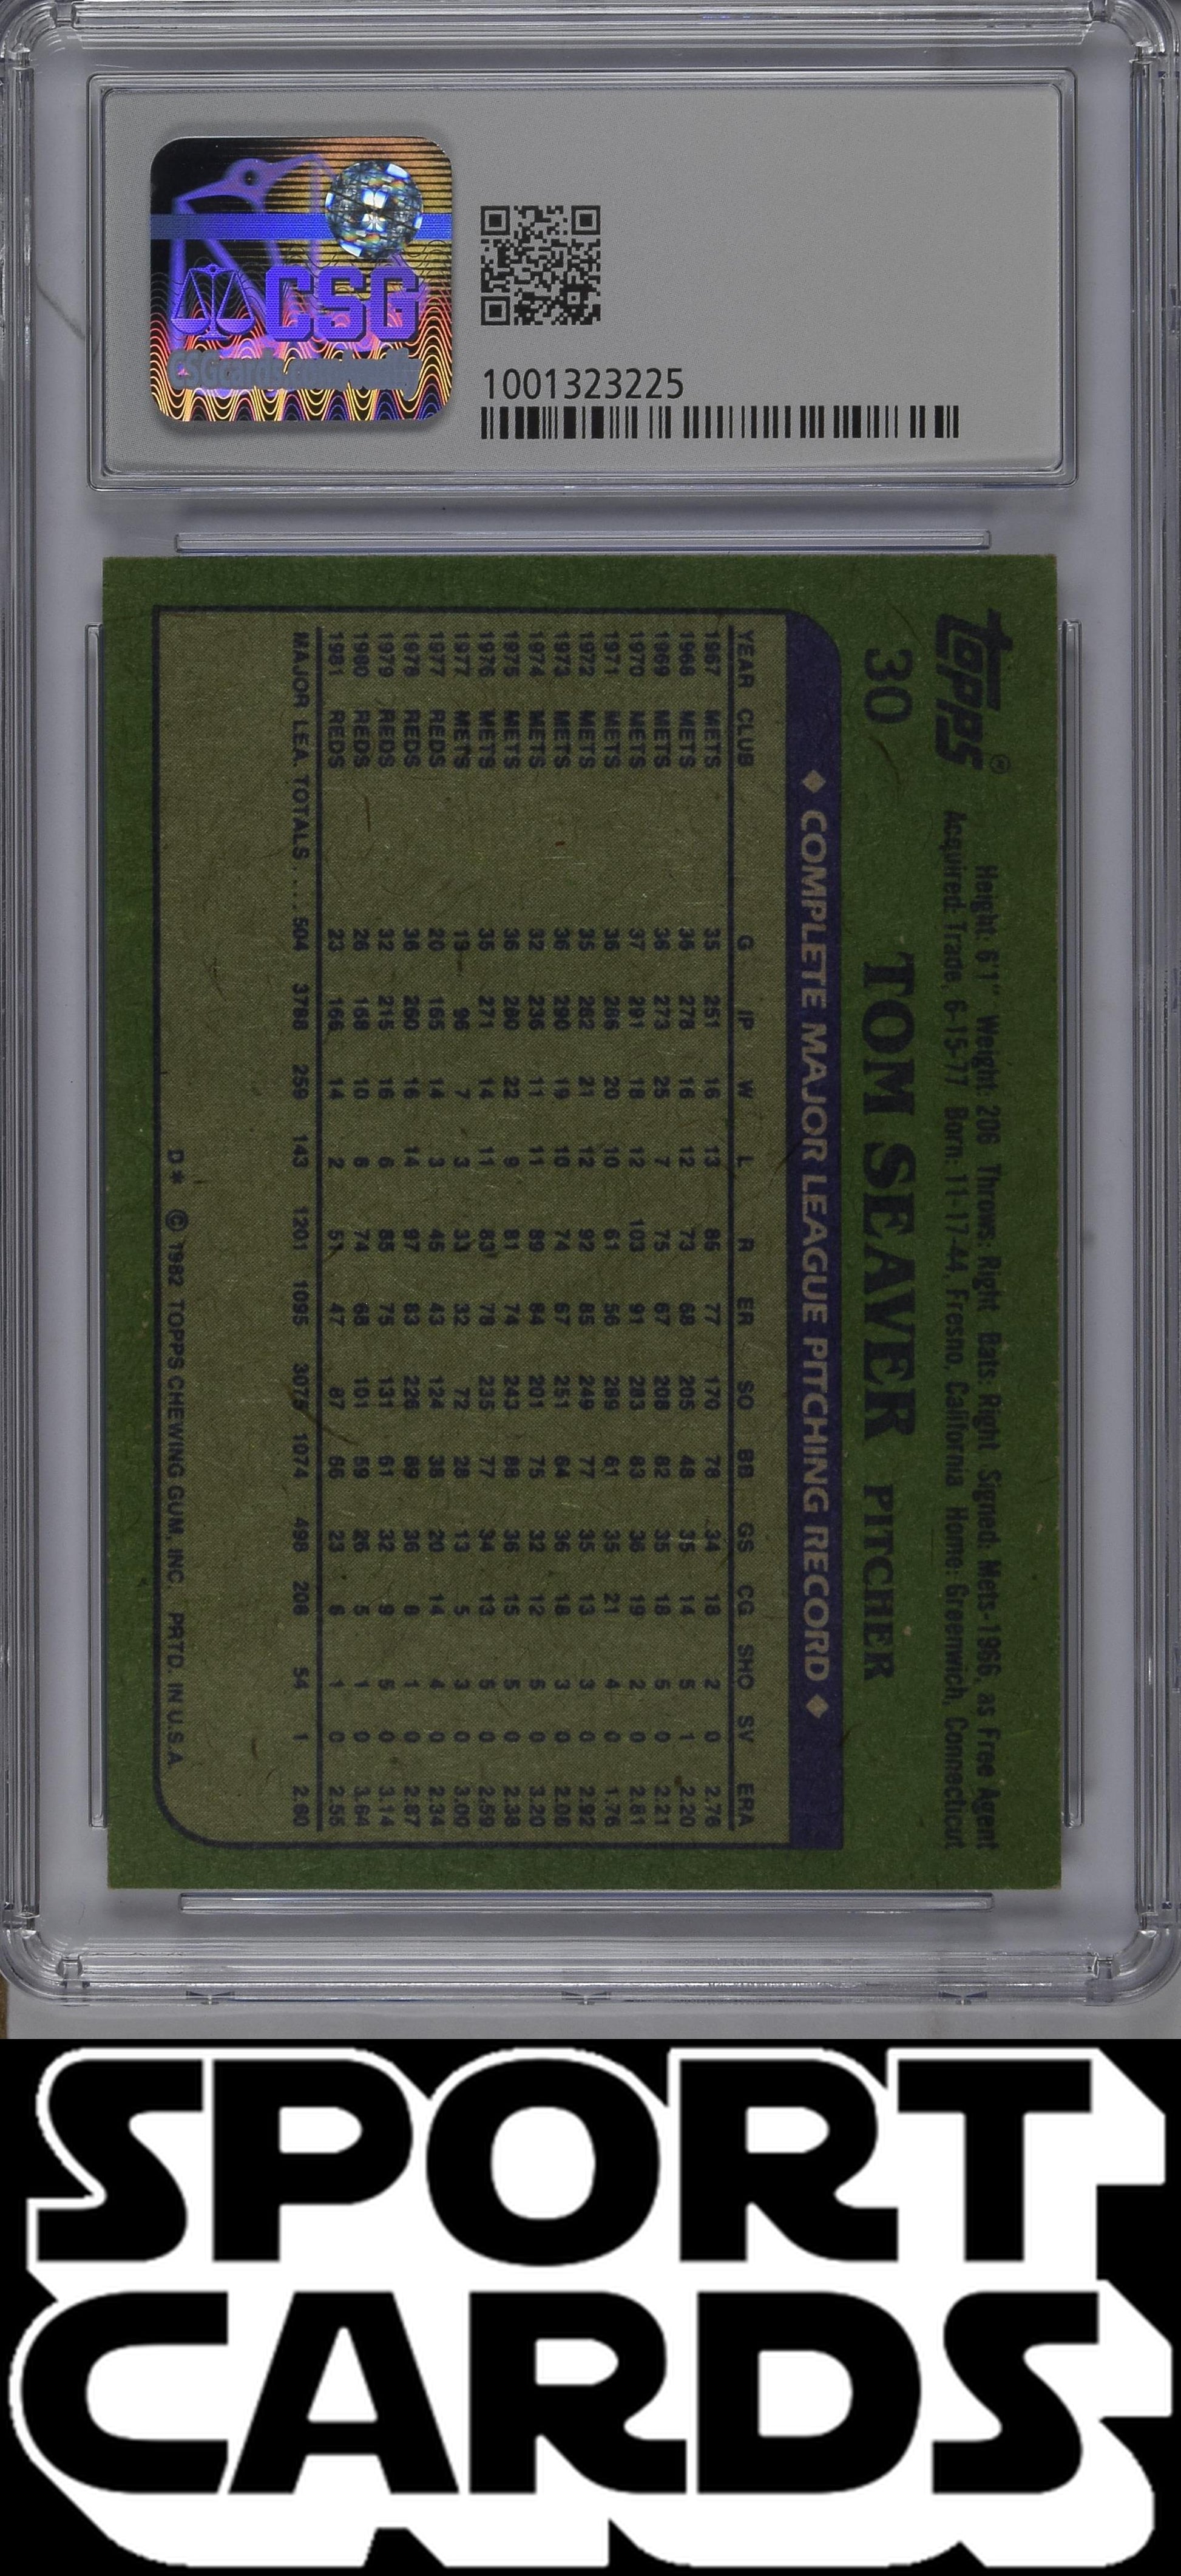 CSG
1001323225
topps®
30
TOM SEAVER PITCHER
Height: 6'1" Weight: 206 Throws: Right Bats: Right Signed: Mets-1966, as Free Agent
Acquired: Trade, 6-15-77 Born: 11-17-44, Fresno, California Home: Greenwich, Connecticut
◆ COMPLETE MAJOR LEAGUE PITCHING RECORD ◆
YEAR CLUB G IP W L R ER SO BB GS CG SHO SV ERA
1967 METS 35 251 16 13 85 77 170 78 34 18 2 0 2.76
1968 METS 36 278 16 12 73 68 205 48 35 14 5 1 2.20
1969 METS 36 273 25 7 75 67 208 82 35 18 5 0 2.21
1970 METS 37 291 18 12 103 91 283 83 36 19 2 0 2.81
1971 METS 36 286 20 10 61 56 289 61 35 21 4 0 1.76
1972 METS 35 262 21 12 92 85 249 77 35 13 3 0 2.92
1973 METS 36 290 19 10 74 67 251 64 36 18 3 0 2.08
1974 METS 32 236 11 11 89 84 201 75 32 12 5 0 3.20
1975 METS 36 280 22 9 81 74 243 88 36 15 5 0 2.38
1976 METS 35 271 14 11 83 78 235 77 34 13 5 0 2.59
1977 METS 13 96 7 3 33 32 72 28 13 5 3 0 3.00
1977 REDS 20 165 14 3 45 43 124 38 20 14 4 0 2.34
1978 REDS 36 260 16 14 97 83 226 89 36 8 1 0 2.87
1979 REDS 32 215 16 6 85 75 131 61 32 9 5 0 3.14
1980 REDS 26 168 10 8 74 68 101 59 26 5 1 0 3.64
1981 REDS 23 166 14 2 51 47 87 66 23 6 1 0 2.55
MAJOR LEA. TOTALS .... 504 3788 259 143 1201 1095 3075 1074 498 208 54 1 2.60
D* © 1982 TOPPS CHEWING GUM, INC. PRTD. IN U.S.A.
SPORT
CARDS